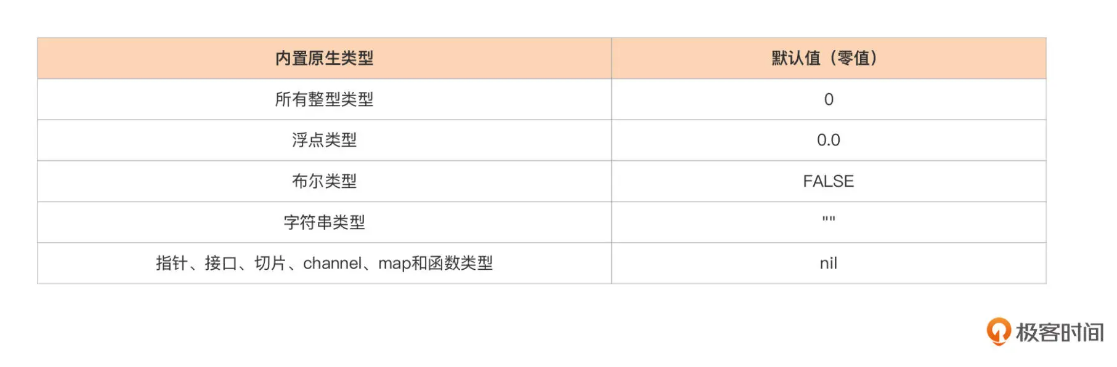 内置原生类型 默认值（零值）
所有整型类型 0
浮点类型 0.0
布尔类型 FALSE
字符串类型 ""
指针、接口、切片、channel、map和函数类型 nil
极客时间